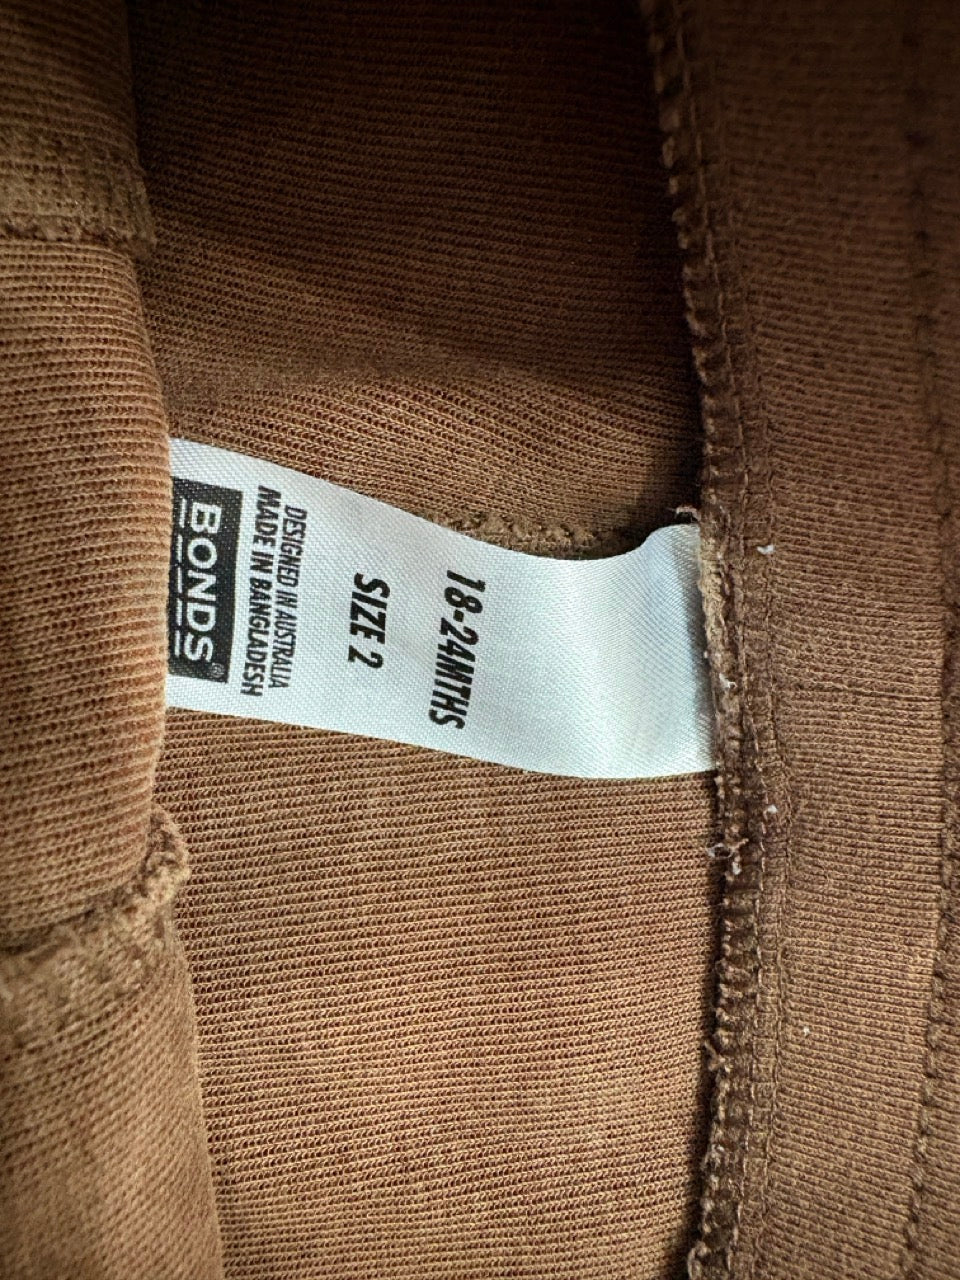 18-24MTHS
SIZE 2
DESIGNED IN AUSTRALIA
MADE IN BANGLADESH
BONDS®